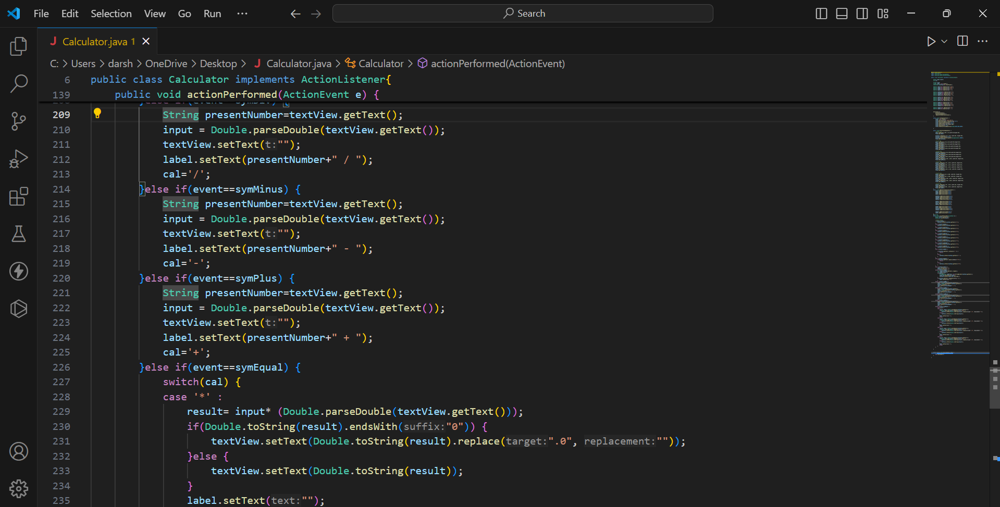 File Edit Selection View Go Run ··· Search
Calculator.java 1
C: > Users > darsh > OneDrive > Desktop > J Calculator.java > Calculator > actionPerformed(ActionEvent)
6 public class Calculator implements ActionListener{
139 public void actionPerformed(ActionEvent e) {
209 String presentNumber=textView.getText();
210 input = Double.parseDouble(textView.getText());
211 textView.setText(t:"");
212 label.setText(presentNumber+" / ");
213 cal='/';
214 }else if(event==symMinus) {
215 String presentNumber=textView.getText();
216 input = Double.parseDouble(textView.getText());
217 textView.setText(t:"");
218 label.setText(presentNumber+" - ");
219 cal='-';
220 }else if(event==symPlus) {
221 String presentNumber=textView.getText();
222 input = Double.parseDouble(textView.getText());
223 textView.setText(t:"");
224 label.setText(presentNumber+" + ");
225 cal='+';
226 }else if(event==symEqual) {
227 switch(cal) {
228 case '*' :
229 result= input* (Double.parseDouble(textView.getText()));
230 if(Double.toString(result).endsWith(suffix:"0")) {
231 textView.setText(Double.toString(result).replace(target:".0", replacement:""));
232 }else {
233 textView.setText(Double.toString(result));
234 }
235 label.setText(text:"");